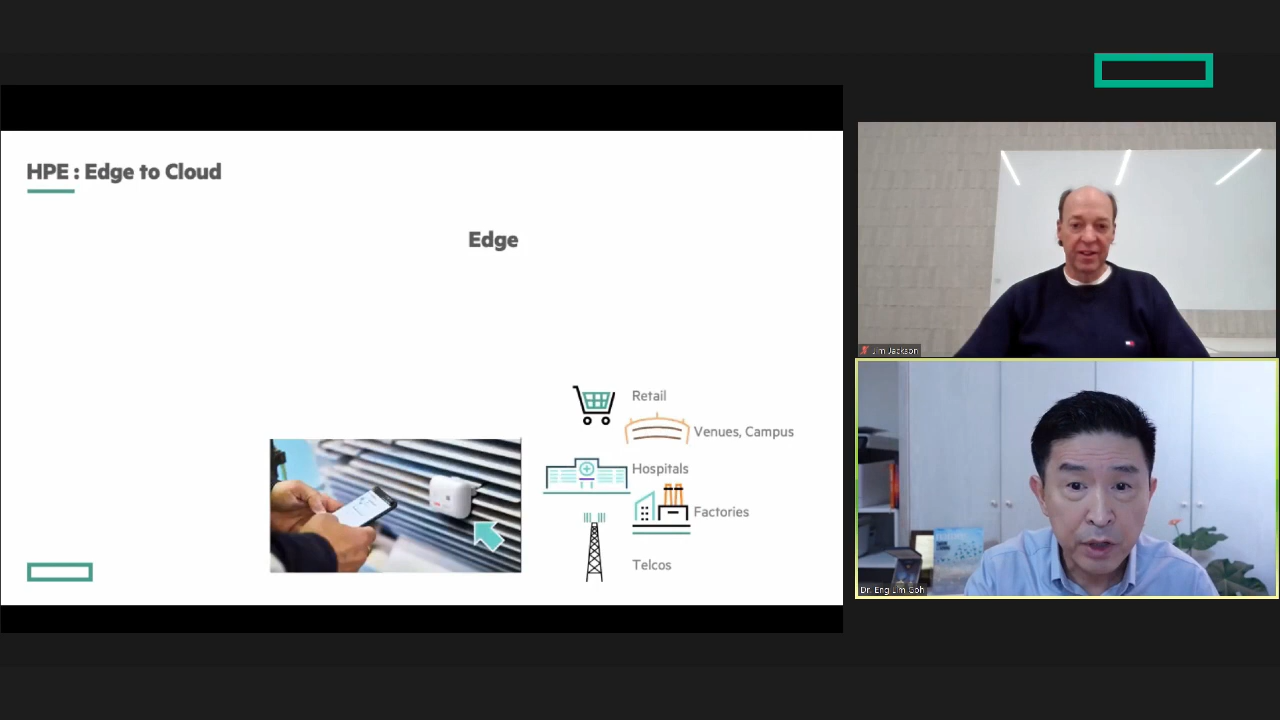 HPE : Edge to Cloud
Edge
Retail
Venues, Campus
Hospitals
Factories
Telcos
Jim Jackson
Dr. Eng Lim Goh